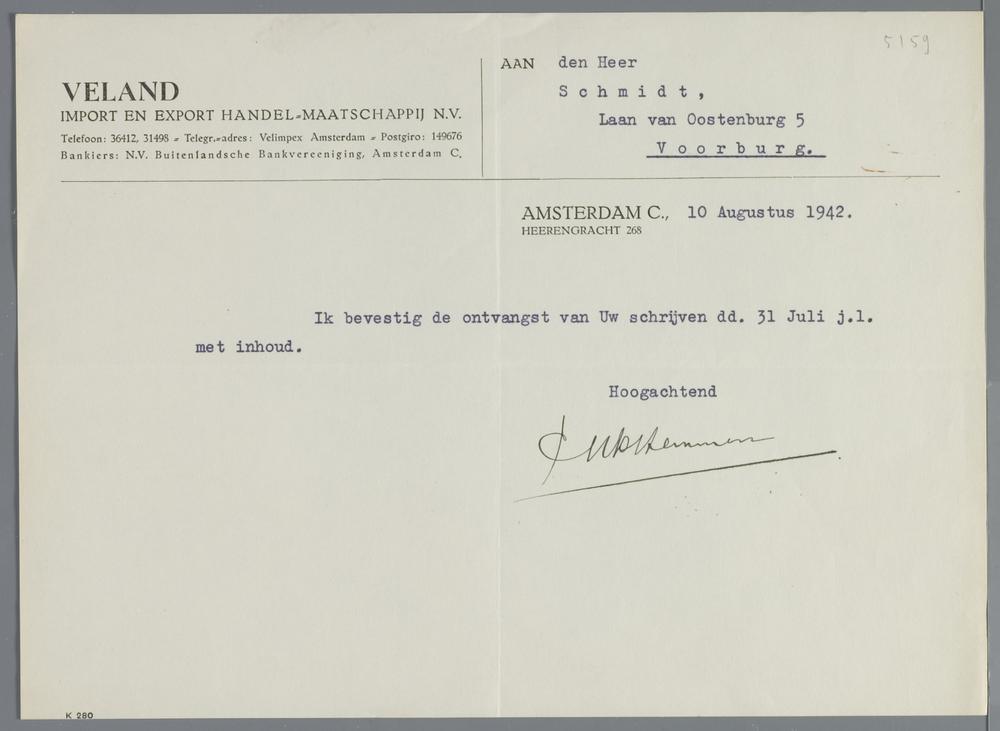 5159
VELAND
IMPORT EN EXPORT HANDEL=MAATSCHAPPIJ N.V.
Telefoon: 36412, 31498 = Telegr.=adres: Velimpex Amsterdam = Postgiro: 149676
Bankiers: N.V. Buitenlandsche Bankvereeniging, Amsterdam C.
AAN den Heer
Schmidt,
Laan van Oostenburg 5
Voorburg.
AMSTERDAM C., 10 Augustus 1942.
HEERENGRACHT 268
Ik bevestig de ontvangst van Uw schrijven dd. 31 Juli j.l.
met inhoud.
Hoogachtend
K 280